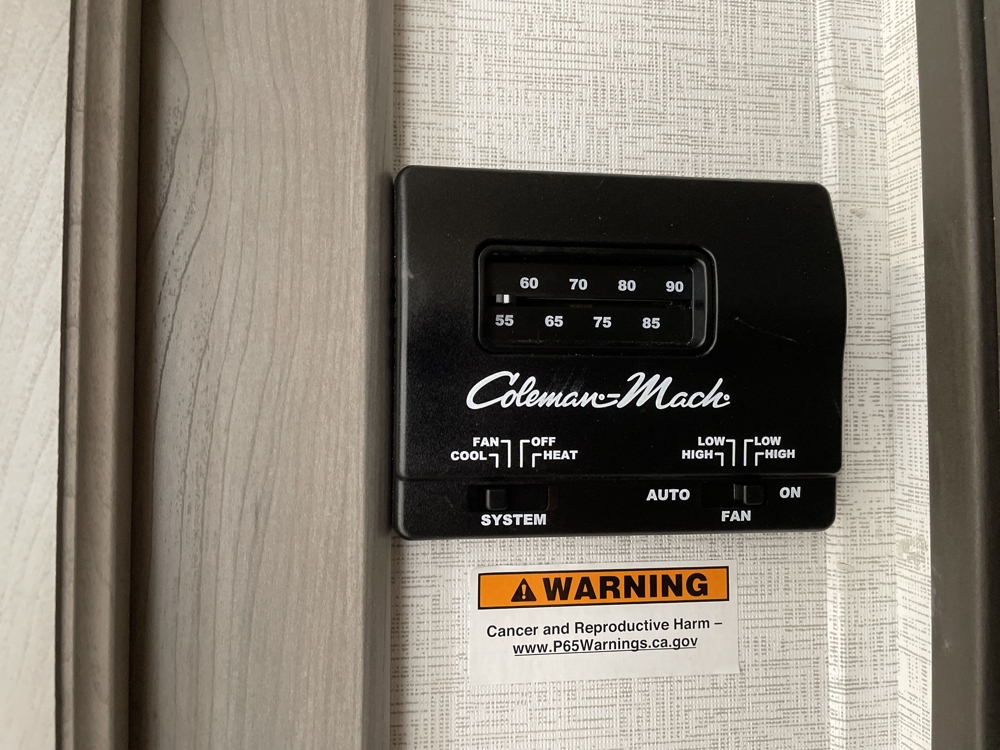 60 70 80 90
55 65 75 85
Coleman-Mach
FAN OFF
COOL HEAT
LOW LOW
HIGH HIGH
AUTO ON
SYSTEM
FAN
WARNING
Cancer and Reproductive Harm –
www.P65Warnings.ca.gov